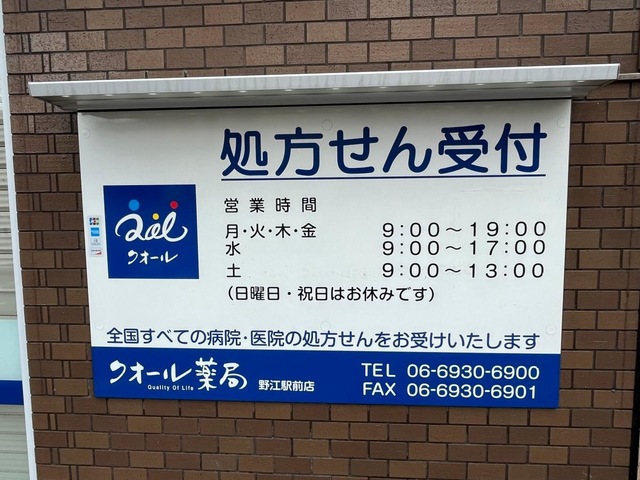 処方せん受付
営業時間
月・火・木・金 9:00～19:00
水 9:00～17:00
土 9:00～13:00
（日曜日・祝日はお休みです）
qol
クオール
全国すべての病院・医院の処方せんをお受けいたします
クオール薬局 野江駅前店
Quality Of Life
TEL 06-6930-6900
FAX 06-6930-6901